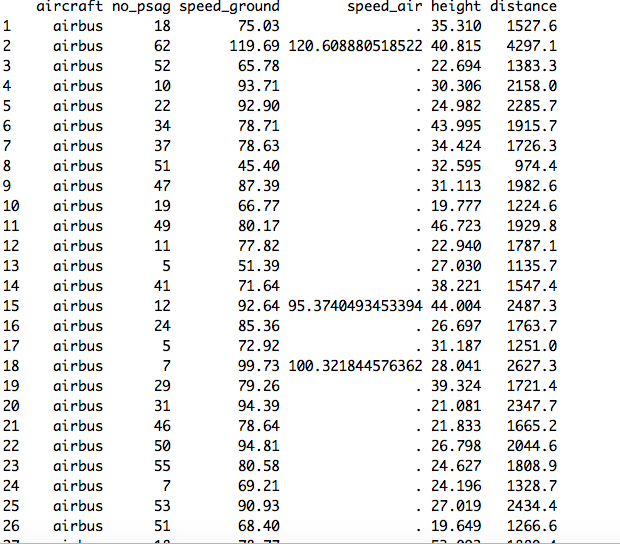 aircraft no_psag speed_ground speed_air height distance
1 airbus 18 75.03 . 35.310 1527.6
2 airbus 62 119.69 120.608880518522 40.815 4297.1
3 airbus 52 65.78 . 22.694 1383.3
4 airbus 10 93.71 . 30.306 2158.0
5 airbus 22 92.90 . 24.982 2285.7
6 airbus 34 78.71 . 43.995 1915.7
7 airbus 37 78.63 . 34.424 1726.3
8 airbus 51 45.40 . 32.595 974.4
9 airbus 47 87.39 . 31.113 1982.6
10 airbus 19 66.77 . 19.777 1224.6
11 airbus 49 80.17 . 46.723 1929.8
12 airbus 11 77.82 . 22.940 1787.1
13 airbus 5 51.39 . 27.030 1135.7
14 airbus 41 71.64 . 38.221 1547.4
15 airbus 12 92.64 95.3740493453394 44.004 2487.3
16 airbus 24 85.36 . 26.697 1763.7
17 airbus 5 72.92 . 31.187 1251.0
18 airbus 7 99.73 100.321844576362 28.041 2627.3
19 airbus 29 79.26 . 39.324 1721.4
20 airbus 31 94.39 . 21.081 2347.7
21 airbus 46 78.64 . 21.833 1665.2
22 airbus 50 94.81 . 26.798 2044.6
23 airbus 55 80.58 . 24.627 1808.9
24 airbus 7 69.21 . 24.196 1328.7
25 airbus 53 90.93 . 27.019 2434.4
26 airbus 51 68.40 . 19.649 1266.6